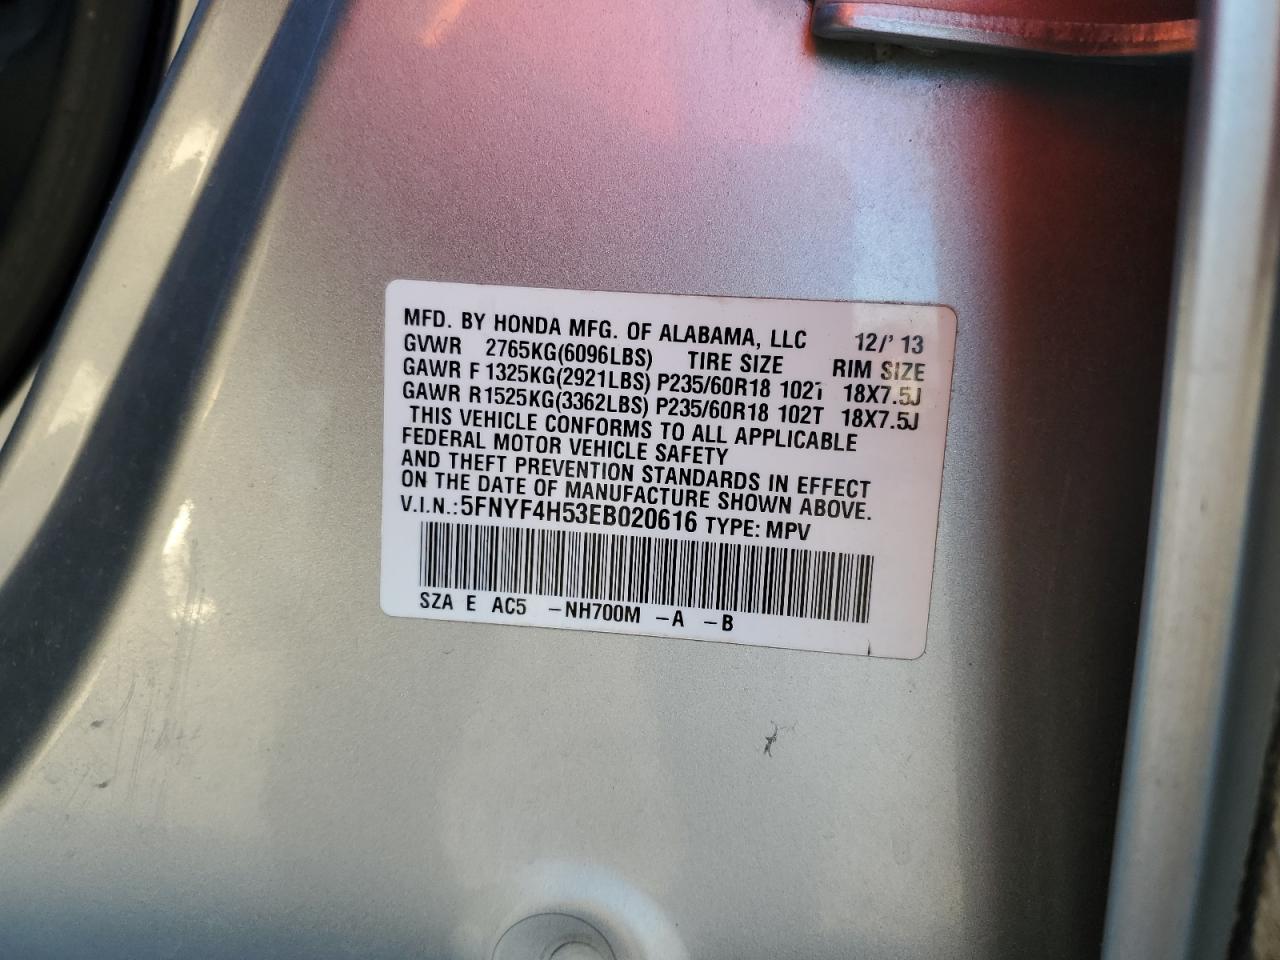 MFD. BY HONDA MFG. OF ALABAMA, LLC 12/' 13
GVWR 2765KG(6096LBS) TIRE SIZE RIM SIZE
GAWR F 1325KG(2921LBS) P235/60R18 102T 18X7.5J
GAWR R1525KG(3362LBS) P235/60R18 102T 18X7.5J
THIS VEHICLE CONFORMS TO ALL APPLICABLE
FEDERAL MOTOR VEHICLE SAFETY
AND THEFT PREVENTION STANDARDS IN EFFECT
ON THE DATE OF MANUFACTURE SHOWN ABOVE.
V.I.N.:5FNYF4H53EB020616 TYPE: MPV
SZA E AC5 -NH700M -A -B